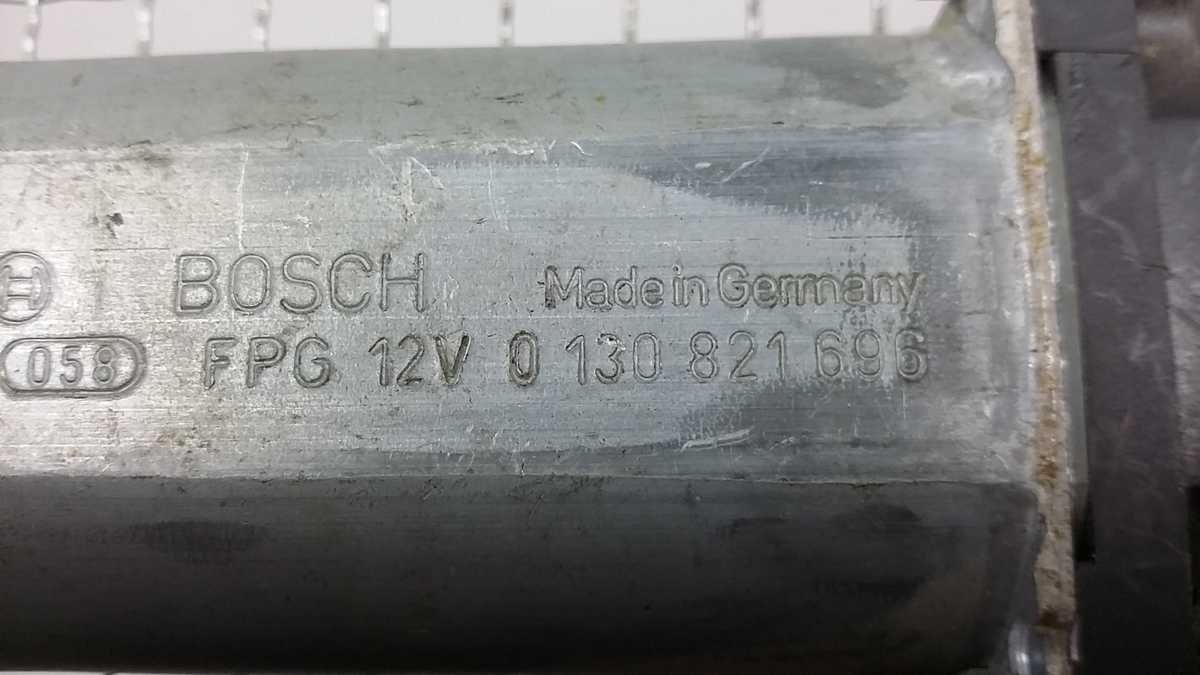 BOSCH Made in Germany
058 FPG 12V 0 130 821 696